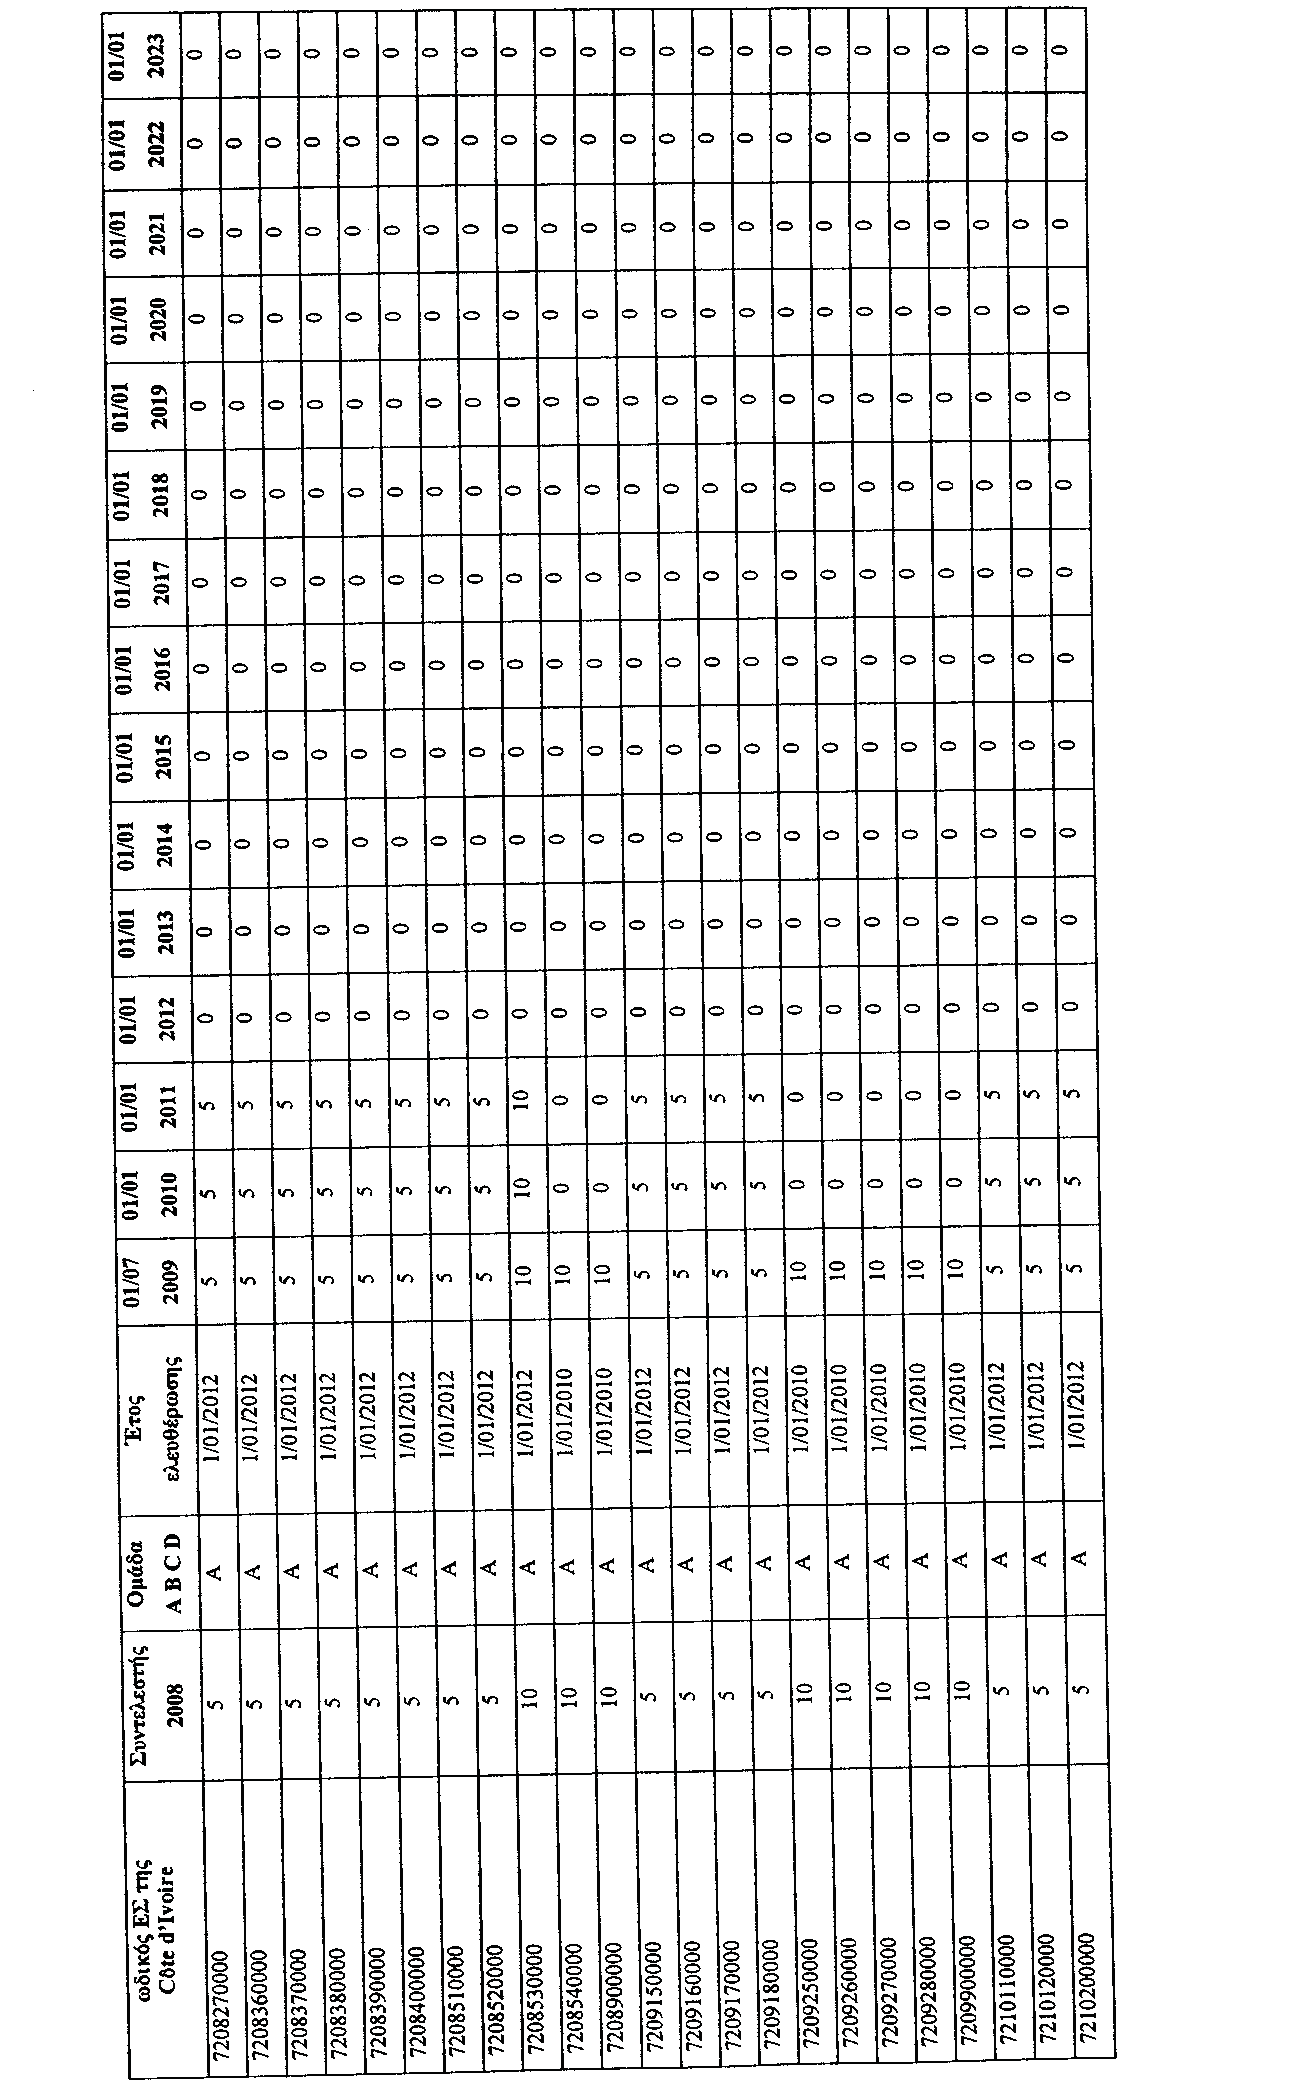 ωδικός ΕΣ της Côte d'Ivoire Συντελεστής 2008 Ομάδα A B C D Έτος ελευθέρωσης 01/07 2009 01/01 2010 01/01 2011 01/01 2012 01/01 2013 01/01 2014 01/01 2015 01/01 2016 01/01 2017 01/01 2018 01/01 2019 01/01 2020 01/01 2021 01/01 2022 01/01 2023
7208270000 5 A 1/01/2012 5 5 5 0 0 0 0 0 0 0 0 0 0 0 0
7208360000 5 A 1/01/2012 5 5 5 0 0 0 0 0 0 0 0 0 0 0 0
7208370000 5 A 1/01/2012 5 5 5 0 0 0 0 0 0 0 0 0 0 0 0
7208380000 5 A 1/01/2012 5 5 5 0 0 0 0 0 0 0 0 0 0 0 0
7208390000 5 A 1/01/2012 5 5 5 0 0 0 0 0 0 0 0 0 0 0 0
7208400000 5 A 1/01/2012 5 5 5 0 0 0 0 0 0 0 0 0 0 0 0
7208510000 5 A 1/01/2012 5 5 5 0 0 0 0 0 0 0 0 0 0 0 0
7208520000 5 A 1/01/2012 5 5 5 0 0 0 0 0 0 0 0 0 0 0 0
7208530000 10 A 1/01/2012 10 10 10 0 0 0 0 0 0 0 0 0 0 0 0
7208540000 10 A 1/01/2010 10 0 0 0 0 0 0 0 0 0 0 0 0 0 0
7208900000 10 A 1/01/2010 10 0 0 0 0 0 0 0 0 0 0 0 0 0 0
7209150000 5 A 1/01/2012 5 5 5 0 0 0 0 0 0 0 0 0 0 0 0
7209160000 5 A 1/01/2012 5 5 5 0 0 0 0 0 0 0 0 0 0 0 0
7209170000 5 A 1/01/2012 5 5 5 0 0 0 0 0 0 0 0 0 0 0 0
7209180000 5 A 1/01/2012 5 5 5 0 0 0 0 0 0 0 0 0 0 0 0
7209250000 10 A 1/01/2010 10 0 0 0 0 0 0 0 0 0 0 0 0 0 0
7209260000 10 A 1/01/2010 10 0 0 0 0 0 0 0 0 0 0 0 0 0 0
7209270000 10 A 1/01/2010 10 0 0 0 0 0 0 0 0 0 0 0 0 0 0
7209280000 10 A 1/01/2010 10 0 0 0 0 0 0 0 0 0 0 0 0 0 0
7209900000 10 A 1/01/2010 10 0 0 0 0 0 0 0 0 0 0 0 0 0 0
7210110000 5 A 1/01/2012 5 5 5 0 0 0 0 0 0 0 0 0 0 0 0
7210120000 5 A 1/01/2012 5 5 5 0 0 0 0 0 0 0 0 0 0 0 0
7210200000 5 A 1/01/2012 5 5 5 0 0 0 0 0 0 0 0 0 0 0 0